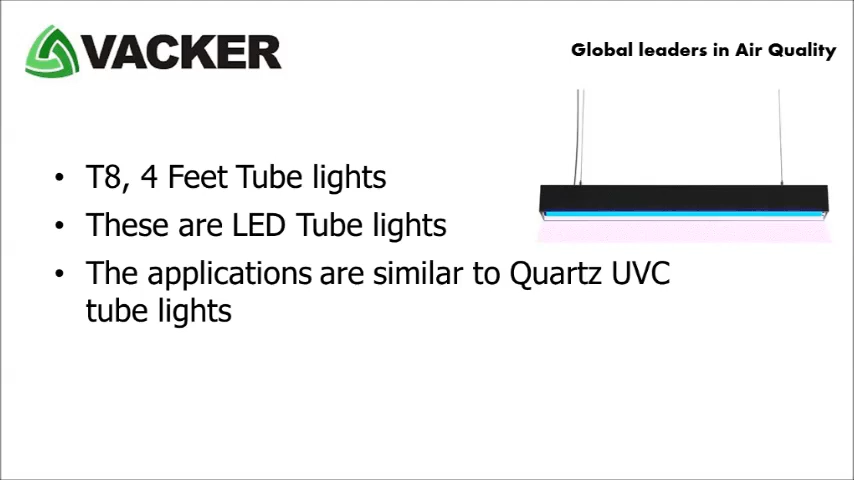 VACKER
Global leaders in Air Quality
• T8, 4 Feet Tube lights
• These are LED Tube lights
• The applications are similar to Quartz UVC
tube lights